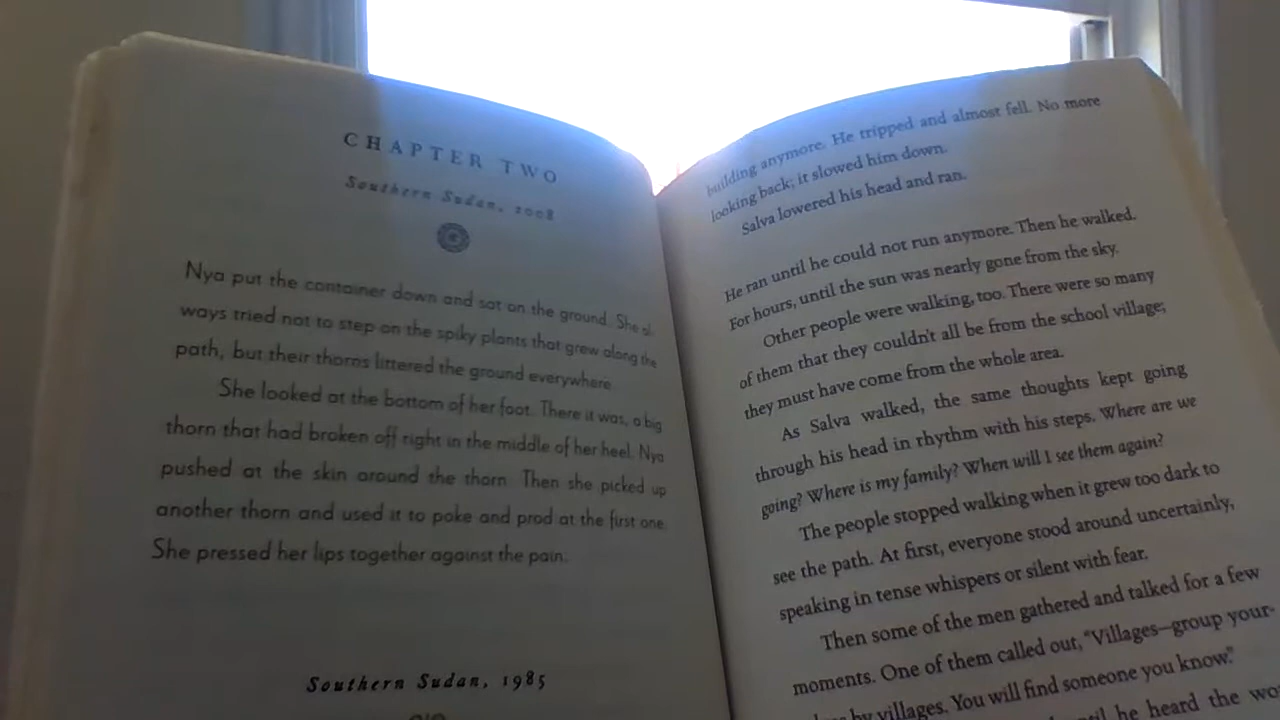 CHAPTER TWO
Southern Sudan, 2008
Nya put the container down and sat on the ground. She al-
ways tried not to step on the spiky plants that grew along the
path, but their thorns littered the ground everywhere.
She looked at the bottom of her foot. There it was, a big
thorn that had broken off right in the middle of her heel. Nya
pushed at the skin around the thorn. Then she picked up
another thorn and used it to poke and prod at the first one.
She pressed her lips together against the pain.
Southern Sudan, 1985
building anymore. He tripped and almost fell. No more
looking back; it slowed him down.
Salva lowered his head and ran.
He ran until he could not run anymore. Then he walked.
For hours, until the sun was nearly gone from the sky.
Other people were walking, too. There were so many
of them that they couldn't all be from the school village;
they must have come from the whole area.
As Salva walked, the same thoughts kept going
through his head in rhythm with his steps. Where are we
going? Where is my family? When will I see them again?
The people stopped walking when it grew too dark to
see the path. At first, everyone stood around uncertainly,
speaking in tense whispers or silent with fear.
Then some of the men gathered and talked for a few
moments. One of them called out, "Villages—group your-
by villages. You will find someone you know."
he heard the